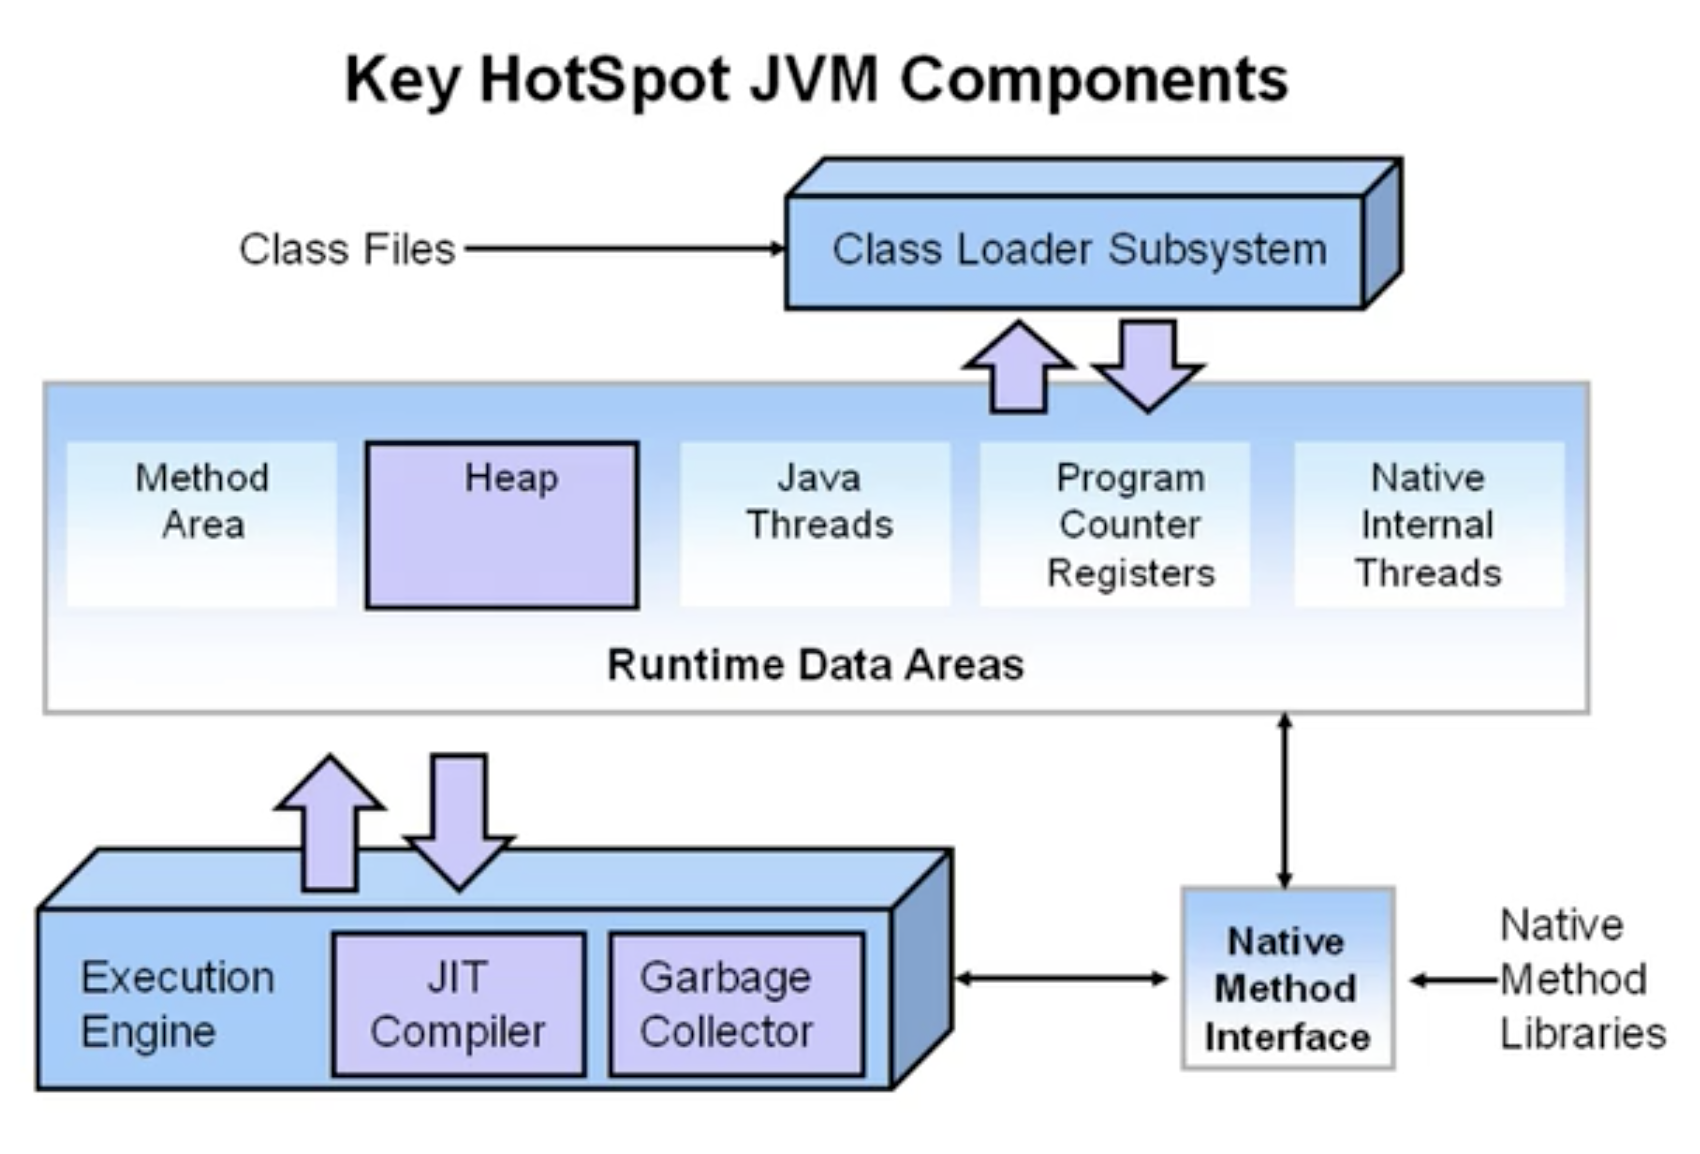 Key HotSpot JVM Components
Class Files
Class Loader Subsystem
Method
Area
Heap
Java
Threads
Program
Counter
Registers
Native
Internal
Threads
Runtime Data Areas
Execution
Engine
JIT
Compiler
Garbage
Collector
Native
Method
Interface
Native
Method
Libraries